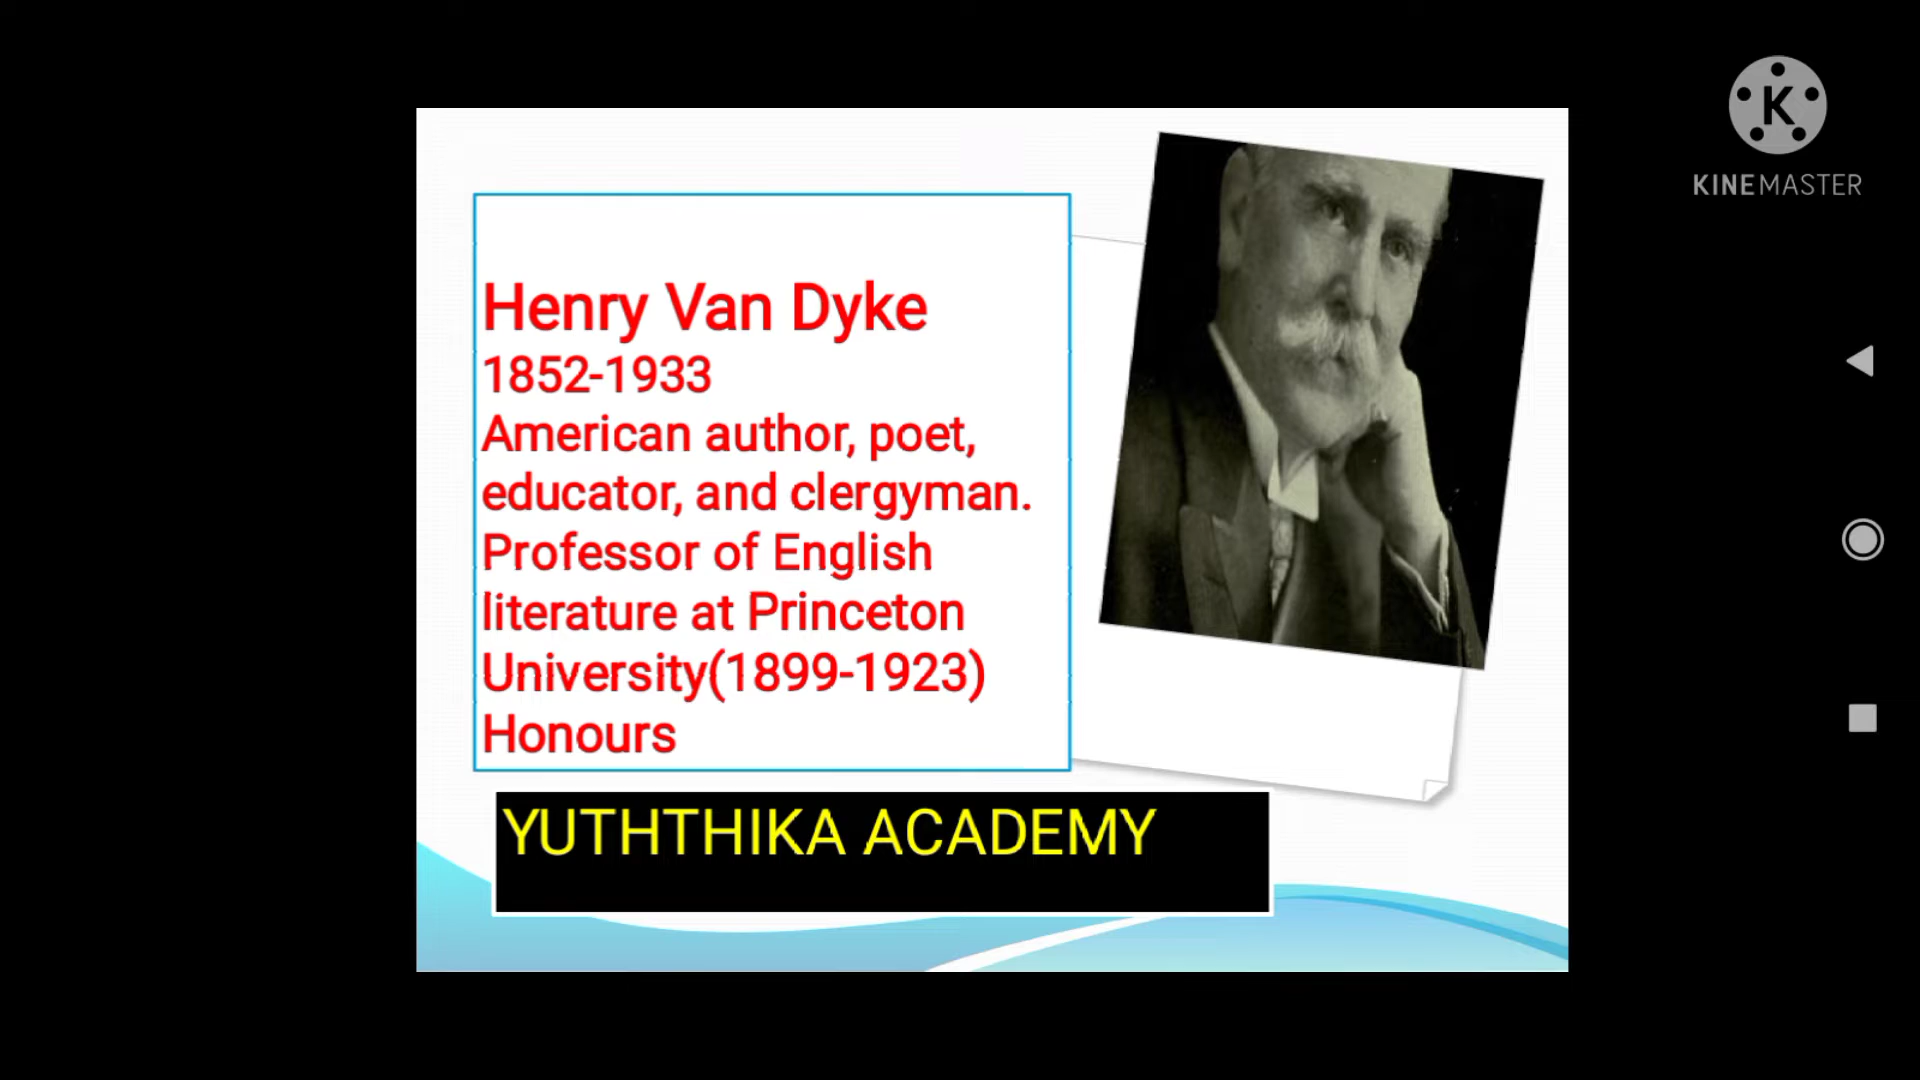 Henry Van Dyke
1852-1933
American author, poet,
educator, and clergyman.
Professor of English
literature at Princeton
University(1899-1923)
Honours
YUTHTHIKA ACADEMY
K
KINEMASTER